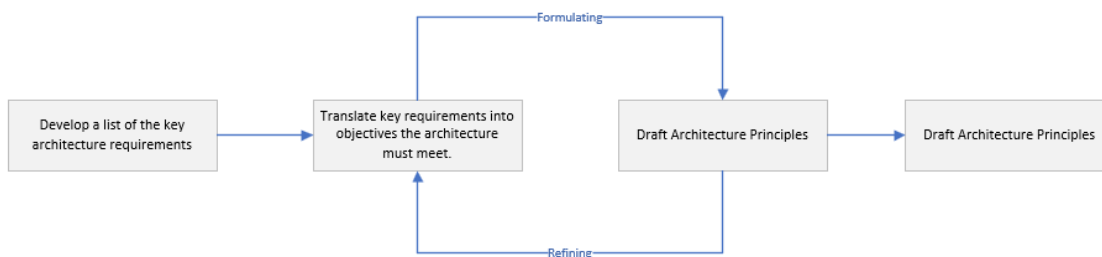 Formulating
Develop a list of the key
architecture requirements
Translate key requirements into
objectives the architecture
must meet.
Draft Architecture Principles
Draft Architecture Principles
Refining